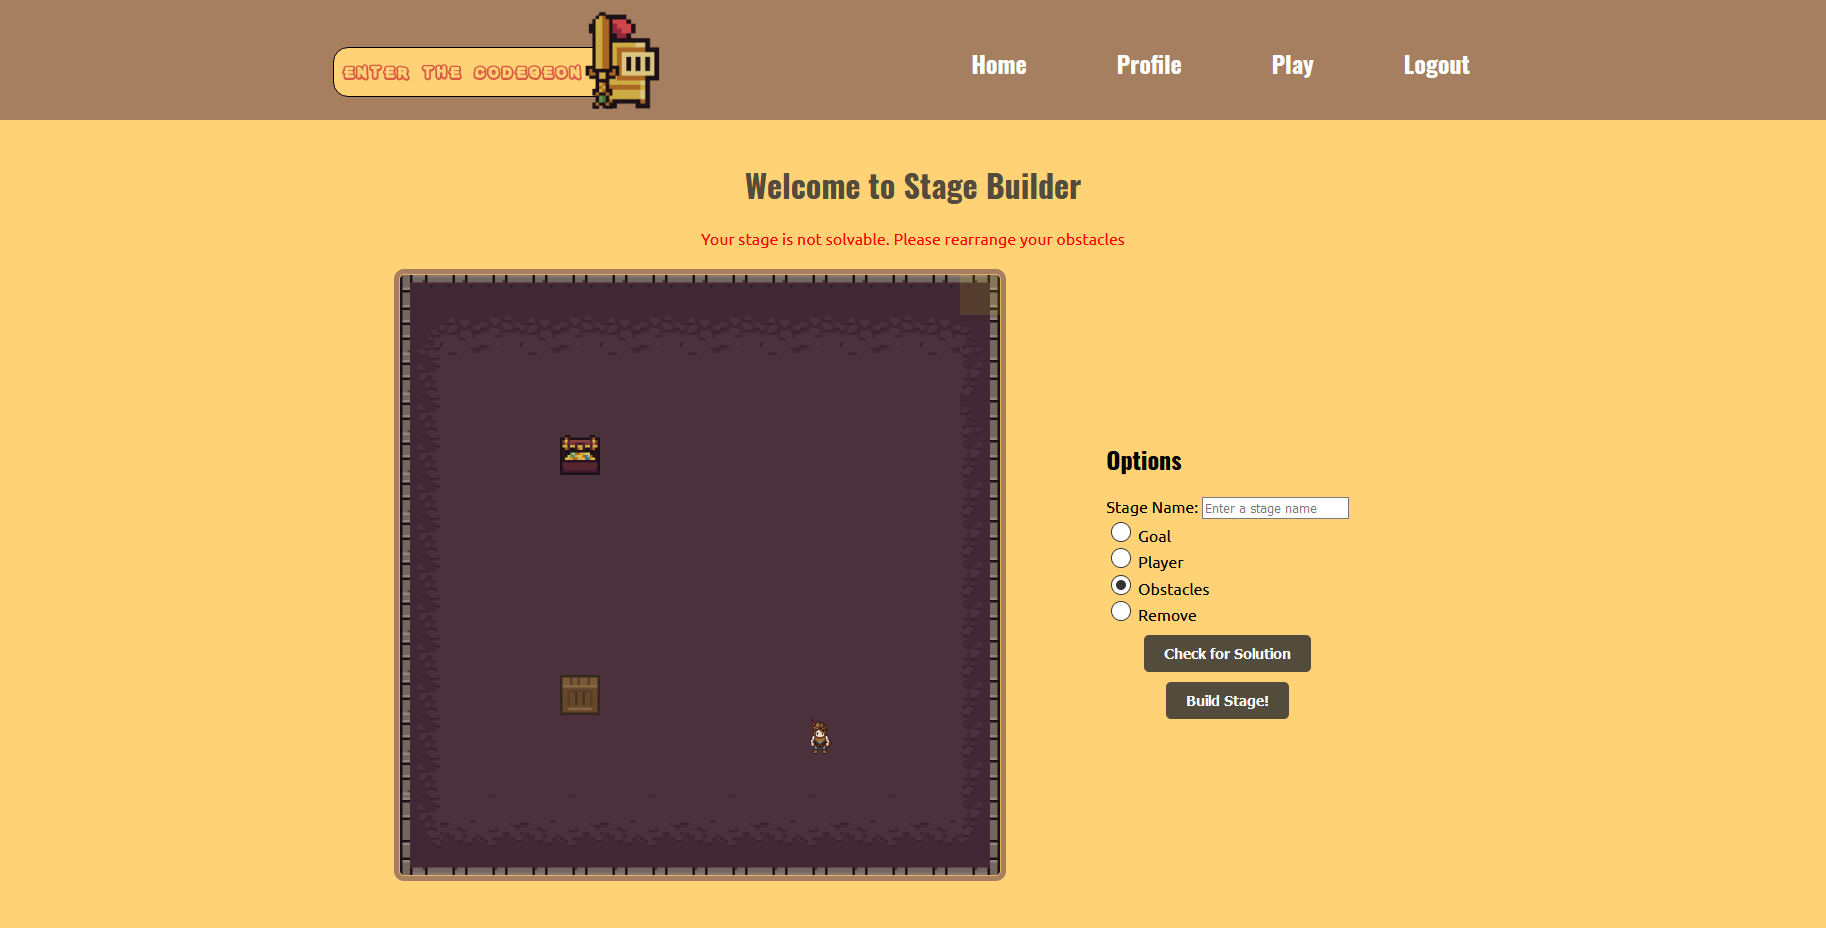 ENTER THE CODEGEON
Home
Profile
Play
Logout
Welcome to Stage Builder
Your stage is not solvable. Please rearrange your obstacles
Options
Stage Name: Enter a stage name
Goal
Player
Obstacles
Remove
Check for Solution
Build Stage!